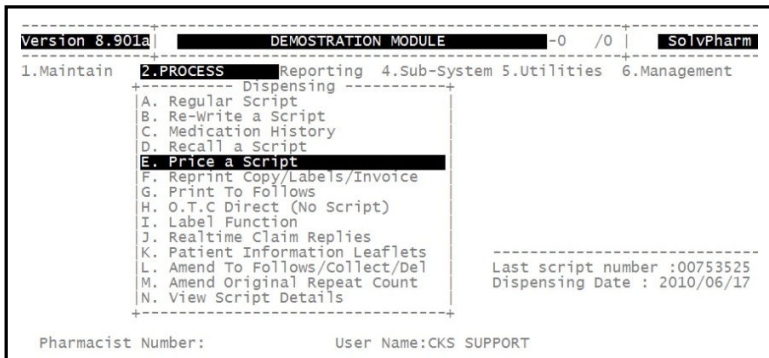 Version 8.901a| DEMOSTRATION MODULE -0 /0 | SolvPharm
1.Maintain 2.PROCESS Reporting 4.Sub-System 5.Utilities 6.Management
Dispensing
A. Regular Script
B. Re-Write a Script
C. Medication History
D. Recall a Script
E. Price a Script
F. Reprint Copy/Labels/Invoice
G. Print To Follows
H. O.T.C Direct (No Script)
I. Label Function
J. Realtime Claim Replies
K. Patient Information Leaflets
L. Amend To Follows/Collect/Del
M. Amend Original Repeat Count
N. View Script Details
Last script number :00753525
Dispensing Date : 2010/06/17
Pharmacist Number: User Name:CKS SUPPORT